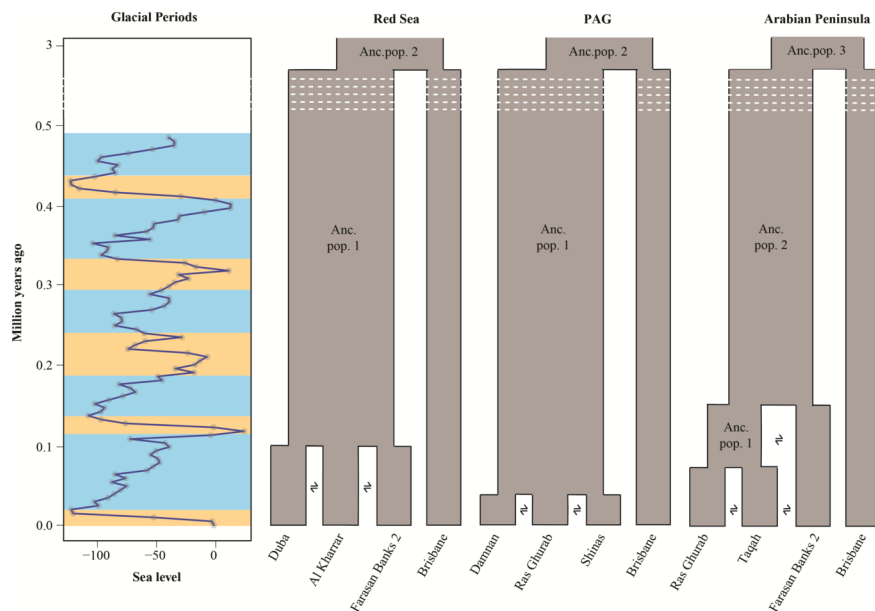 Glacial Periods
Red Sea
PAG
Arabian Peninsula
3
0.5
0.4
0.3
0.2
0.1
0.0
Million years ago
−100
−50
0
Sea level
Anc.pop. 2
Anc.
pop. 1
Duba
Al Kharrar
Farasan Banks 2
Brisbane
Anc.pop. 2
Anc.
pop. 1
Damnan
Ras Ghurab
Shinas
Brisbane
Anc.pop. 3
Anc.
pop. 2
Anc.
pop. 1
Ras Ghurab
Taqah
Farasan Banks 2
Brisbane